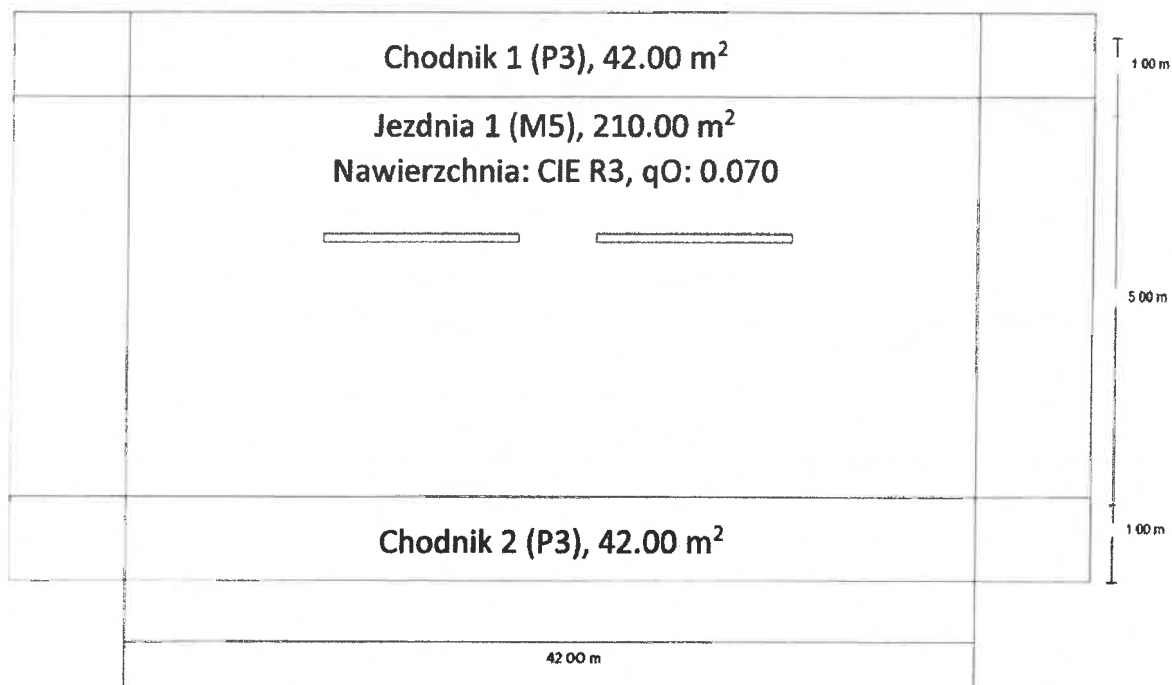 Chodnik 1 (P3), 42.00 m²
1 00 m
Jezdnia 1 (M5), 210.00 m²
Nawierzchnia: CIE R3, qO: 0.070
5 00 m
Chodnik 2 (P3), 42.00 m²
1 00 m
42 00 m